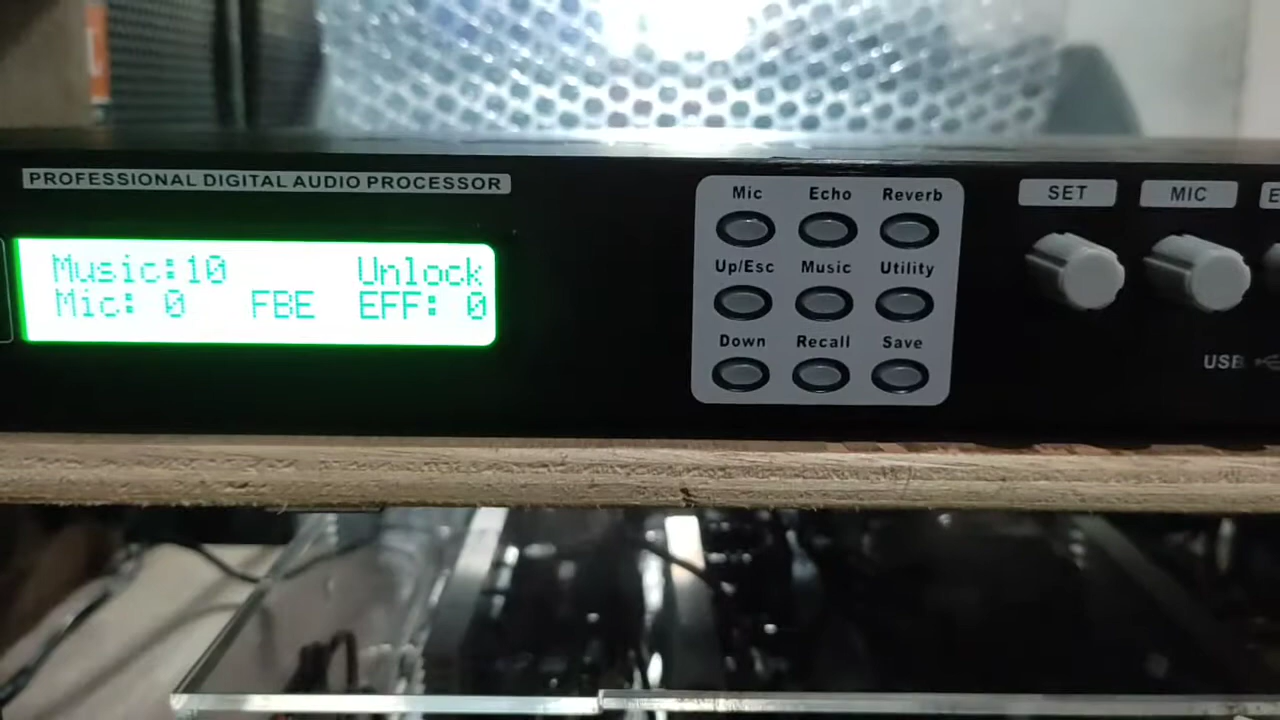 PROFESSIONAL DIGITAL AUDIO PROCESSOR
Music:10 Unlock
Mic: 0 FBE EFF: 0
Mic Echo Reverb
Up/Esc Music Utility
Down Recall Save
SET MIC
USB